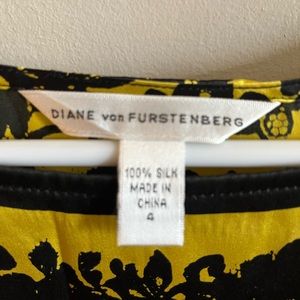 DIANE von FURSTENBERG
100% SILK
MADE IN
CHINA
4